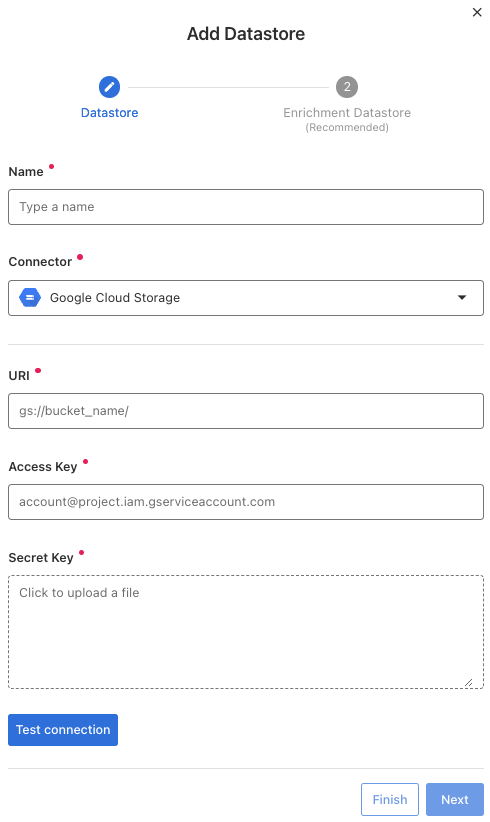 Add Datastore
2
Datastore
Enrichment Datastore
(Recommended)
Name
Type a name
Connector
Google Cloud Storage
URI
gs://bucket_name/
Access Key
account@project.iam.gserviceaccount.com
Secret Key
Click to upload a file
Test connection
Finish
Next